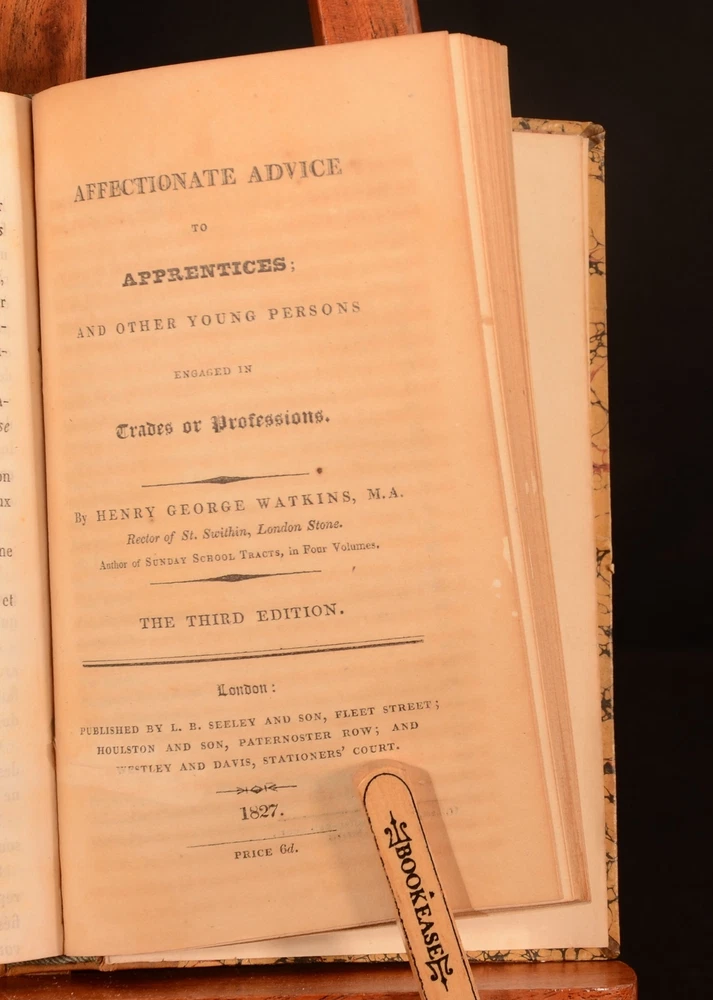 AFFECTIONATE ADVICE
TO
APPRENTICES;
AND OTHER YOUNG PERSONS
ENGAGED IN
Trades or Professions.
By HENRY GEORGE WATKINS, M.A.
Rector of St. Swithin, London Stone.
Author of SUNDAY SCHOOL TRACTS, in Four Volumes.
THE THIRD EDITION.
London:
PUBLISHED BY L. B. SEELEY AND SON, FLEET STREET;
HOULSTON AND SON, PATERNOSTER ROW; AND
WESTLEY AND DAVIS, STATIONERS' COURT.
1827.
PRICE 6d.
BOOKEASE